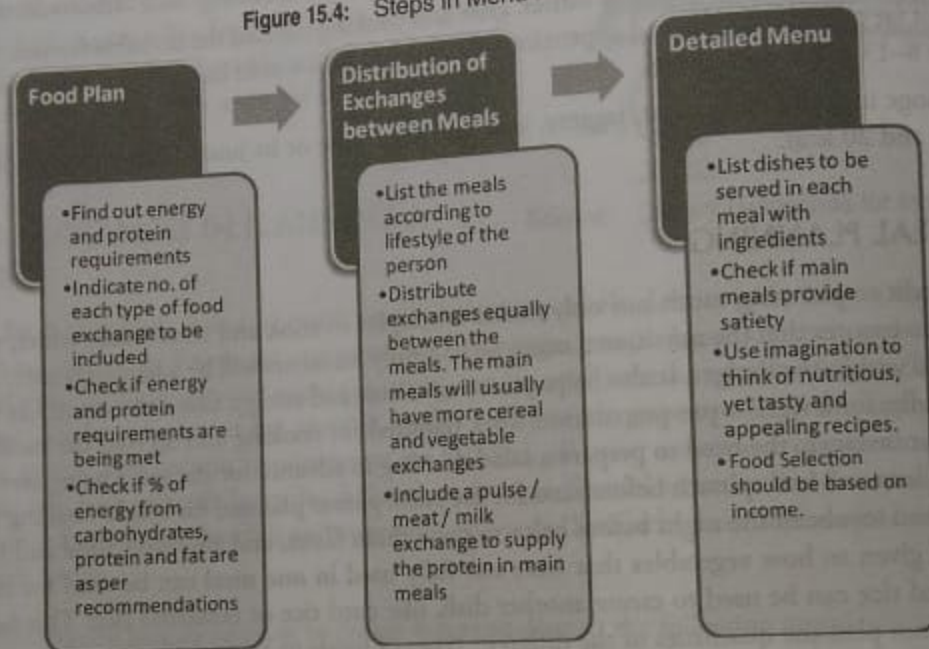 Figure 15.4: Steps in Menu
Food Plan
•Find out energy
and protein
requirements
•Indicate no. of
each type of food
exchange to be
included
•Check if energy
and protein
requirements are
being met
•Check if % of
energy from
carbohydrates,
protein and fat are
as per
recommendations
Distribution of
Exchanges
between Meals
•List the meals
according to
lifestyle of the
person
•Distribute
exchanges equally
between the
meals. The main
meals will usually
have more cereal
and vegetable
exchanges
•Include a pulse/
meat/ milk
exchange to supply
the protein in main
meals
Detailed Menu
•List dishes to be
served in each
meal with
ingredients
•Check if main
meals provide
satiety
•Use imagination to
think of nutritious,
yet tasty and
appealing recipes.
•Food Selection
should be based on
income.